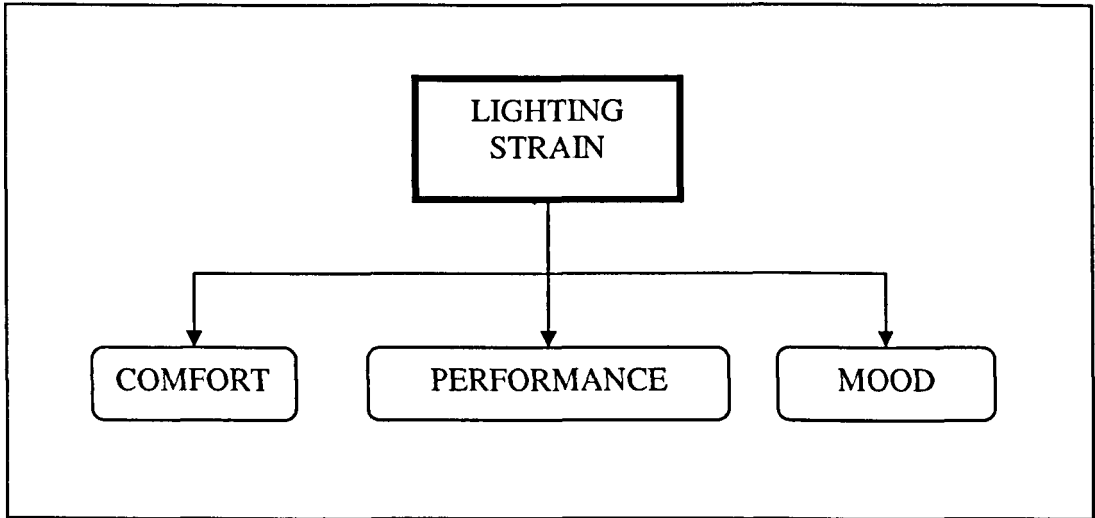 LIGHTING
STRAIN
COMFORT
PERFORMANCE
MOOD